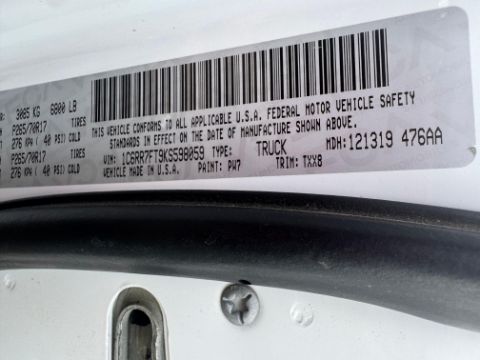 3085 KG 6800 LB
P265/70R17 TIRES
276 KPA ( 40 PSI) COLD
P265/70R17 TIRES
276 KPA ( 40 PSI) COLD
THIS VEHICLE CONFORMS TO ALL APPLICABLE U.S.A. FEDERAL MOTOR VEHICLE SAFETY
STANDARDS IN EFFECT ON THE DATE OF MANUFACTURE SHOWN ABOVE.
VIN: 1C6RR7FT9KS598059 TYPE: TRUCK MDH: 121319 476AA
VEHICLE MADE IN U.S.A. PAINT: PW7 TRIM: TXX8